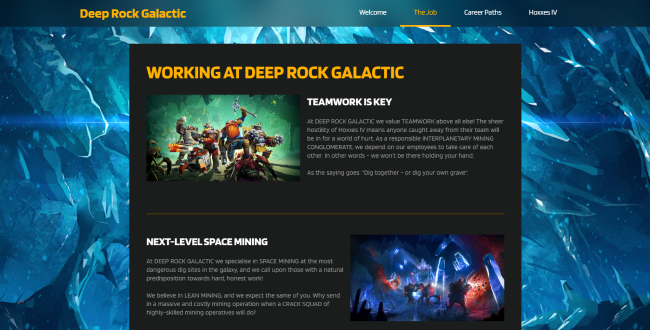 Deep Rock Galactic
Welcome
The Job
Career Paths
Hoxxes IV
WORKING AT DEEP ROCK GALACTIC
TEAMWORK IS KEY
At DEEP ROCK GALACTIC we value TEAMWORK above all else! The sheer
hostility of Hoxxes IV means anyone caught away from their team will
be in for a world of hurt. As a responsible INTERPLANETARY MINING
CONGLOMERATE, we depend on our employees to take care of each
other. In other words - we won't be there holding your hand.
As the saying goes: "Dig together - or dig your own grave".
NEXT-LEVEL SPACE MINING
At DEEP ROCK GALACTIC we specialise in SPACE MINING at the most
dangerous dig sites in the galaxy, and we call upon those with a natural
predisposition towards hard, honest work!
We believe in LEAN MINING, and we expect the same of you. Why send
in a massive and costly mining operation when a CRACK SQUAD of
highly-skilled mining operatives will do?